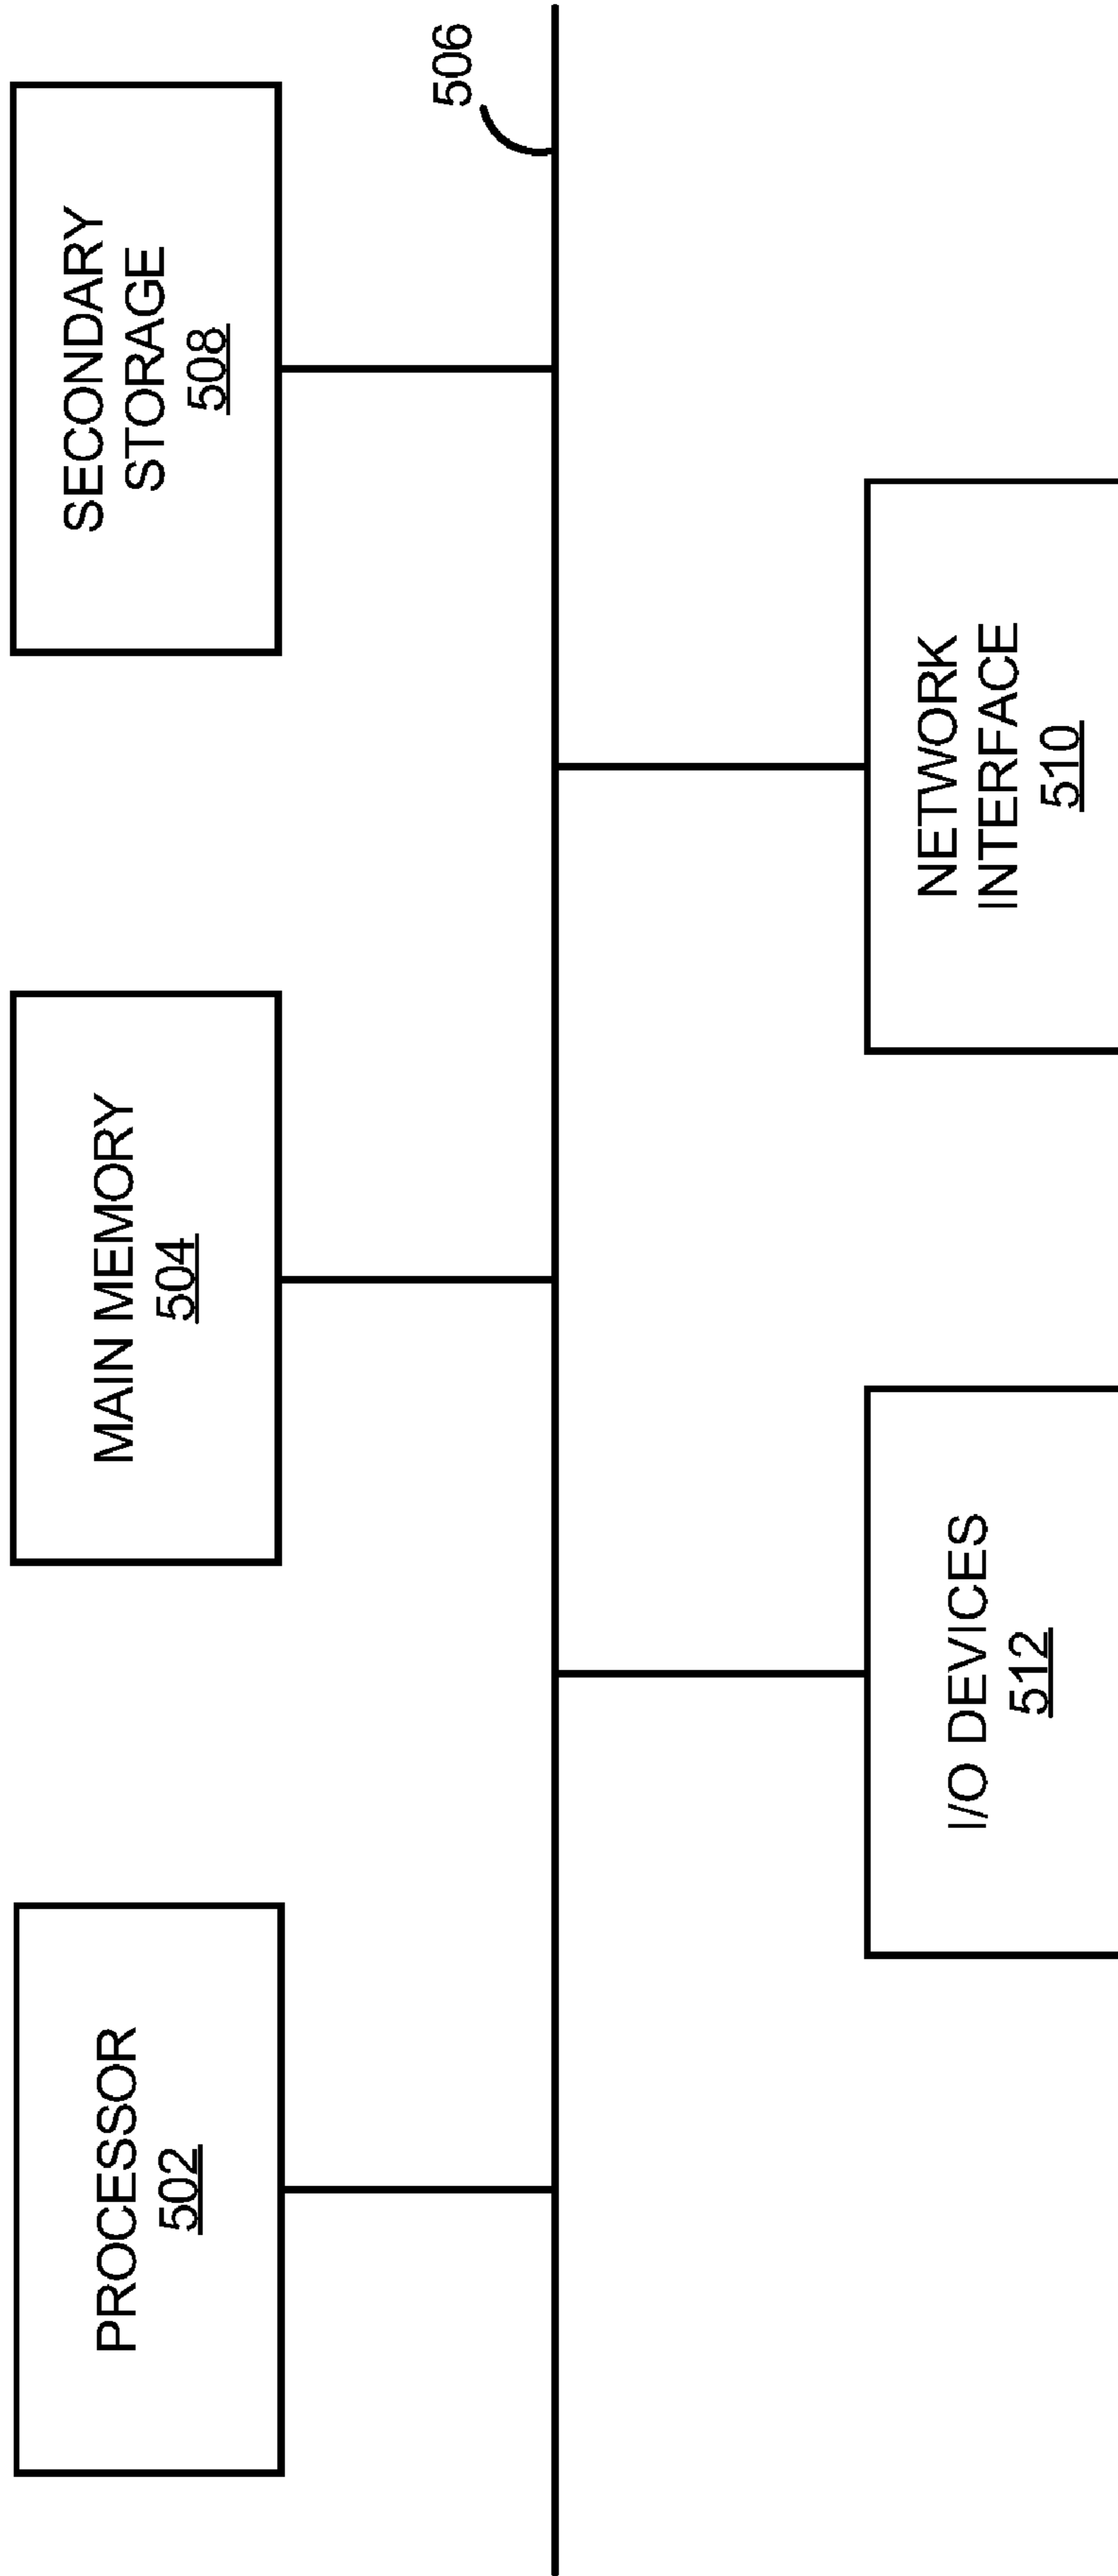 PROCESSOR
502
MAIN MEMORY
504
SECONDARY
STORAGE
508
506
I/O DEVICES
512
NETWORK
INTERFACE
510